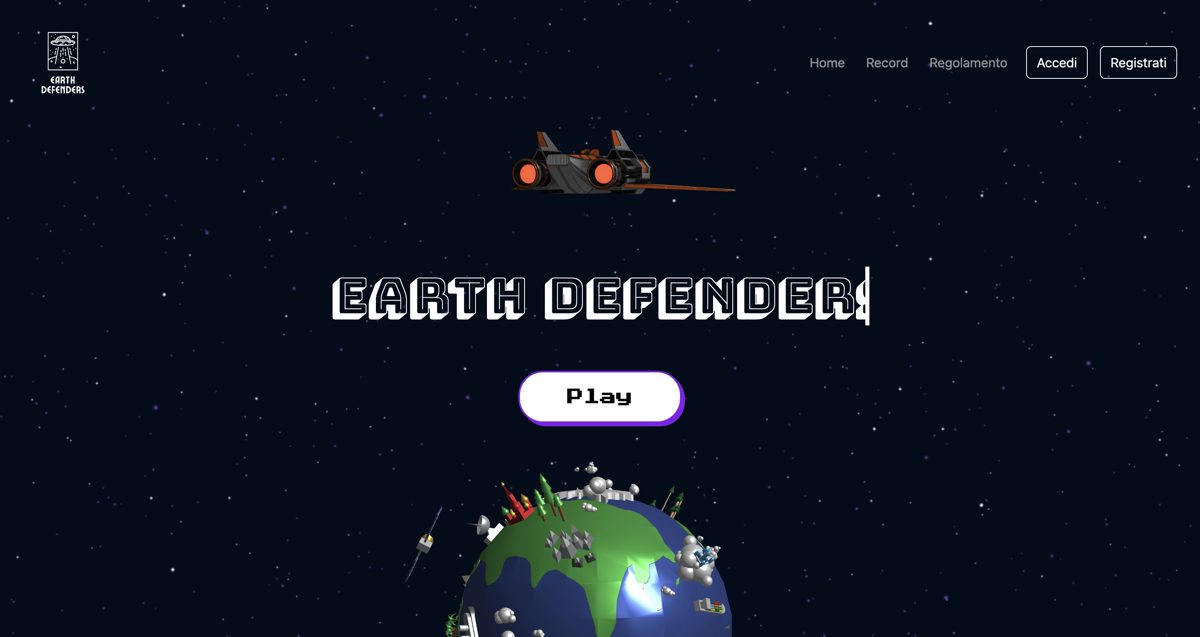 EARTH
DEFENDERS
Home
Record
Regolamento
Accedi
Registrati
EARTH DEFENDERS
Play